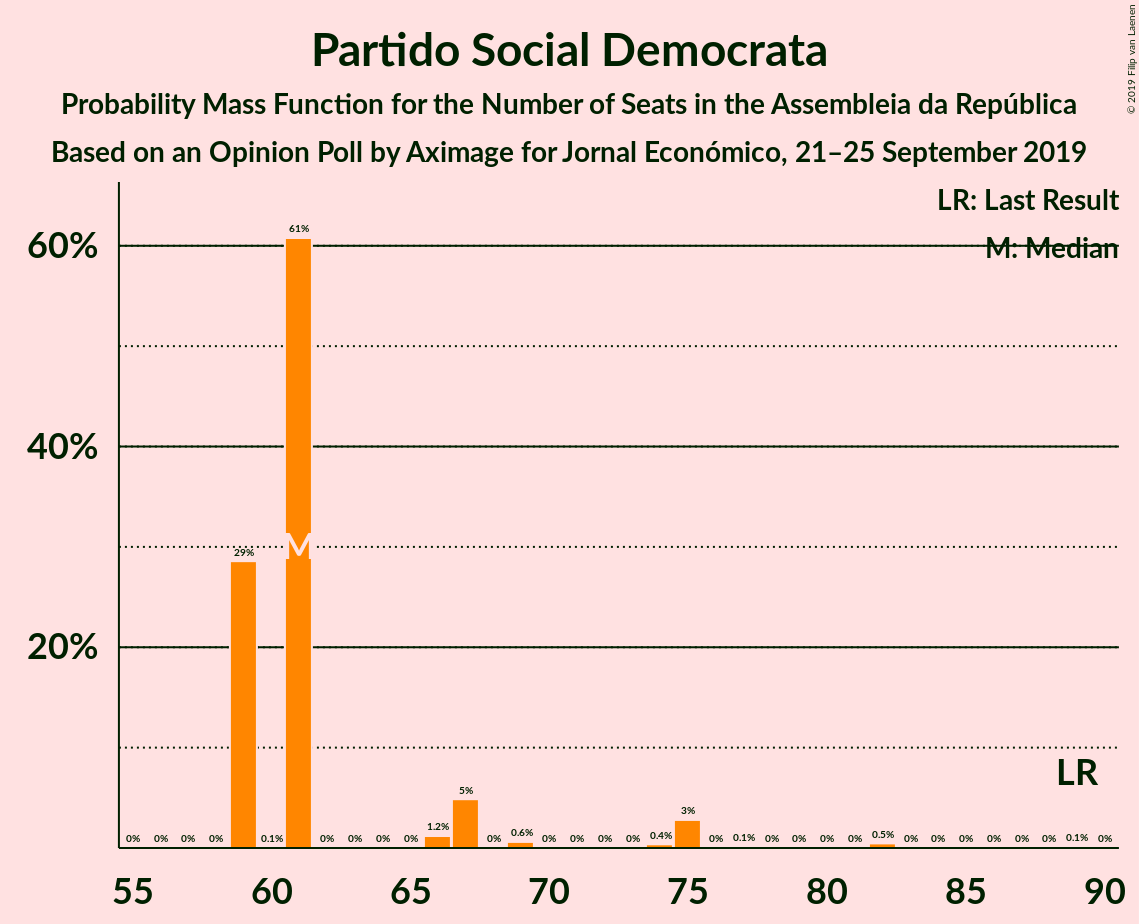 Partido Social Democrata
Probability Mass Function for the Number of Seats in the Assembleia da República
Based on an Opinion Poll by Aximage for Jornal Económico, 21–25 September 2019
© 2019 Filip van Laenen
LR: Last Result
M: Median
60%
40%
20%
0% 0% 0% 0% 29% 0.1% 61% 0% 0% 0% 0% 1.2% 5% 0% 0.6% 0% 0% 0% 0% 0.4% 3% 0% 0.1% 0% 0% 0% 0% 0.5% 0% 0% 0% 0% 0% 0% 0.1% 0%
M
LR
55 60 65 70 75 80 85 90